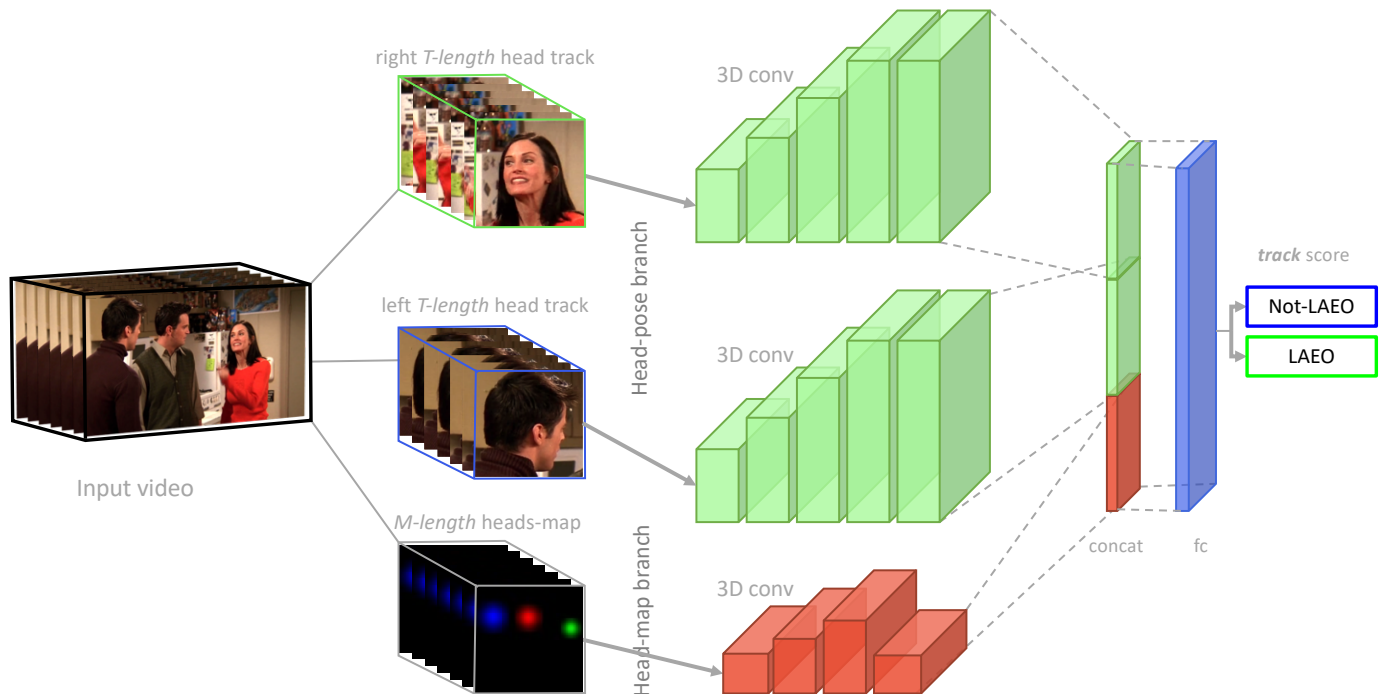 right T-length head track
3D conv
Head-pose branch
track score
Not-LAEO
LAEO
left T-length head track
3D conv
Input video
M-length heads-map
Head-map branch
3D conv
concat
fc